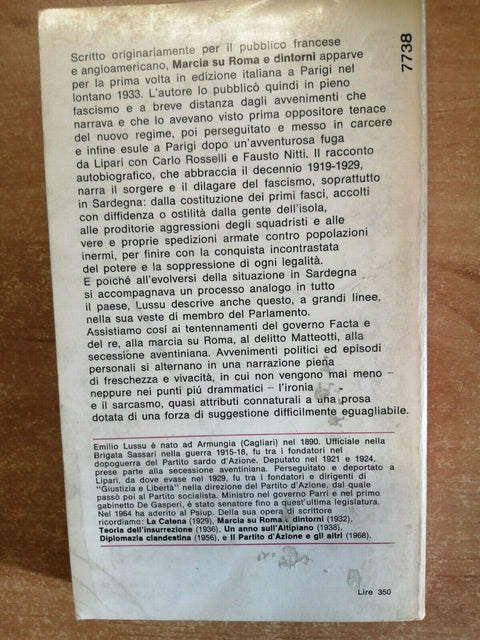 Scritto originariamente per il pubblico francese
e angloamericano, Marcia su Roma e dintorni apparve
per la prima volta in edizione italiana a Parigi nel
lontano 1933. L'autore lo pubblicò quindi in pieno
fascismo e a breve distanza dagli avvenimenti che
narrava e che lo avevano visto prima oppositore tenace
del nuovo regime, poi perseguitato e messo in carcere
e infine esule a Parigi dopo un'avventurosa fuga
da Lipari con Carlo Rosselli e Fausto Nitti. Il racconto
autobiografico, che abbraccia il decennio 1919-1929,
narra il sorgere e il dilagare del fascismo, soprattutto
in Sardegna: dalla costituzione dei primi fasci, accolti
con diffidenza o ostilità dalla gente dell'isola,
alle proditorie aggressioni degli squadristi e alle
vere e proprie spedizioni armate contro popolazioni
inermi, per finire con la conquista incontrastata
del potere e la soppressione di ogni legalità.
E poiché all'evolversi della situazione in Sardegna
si accompagnava un processo analogo in tutto
il paese, Lussu descrive anche questo, a grandi linee,
nella sua veste di membro del Parlamento.
Assistiamo cosí ai tentennamenti del governo Facta e
del re, alla marcia su Roma, al delitto Matteotti, alla
secessione aventiniana. Avvenimenti politici ed episodi
personali si alternano in una narrazione piena
di freschezza e vivacità, in cui non vengono mai meno –
neppure nei punti piú drammatici – l'ironia
e il sarcasmo, quasi attributi connaturali a una prosa
dotata di una forza di suggestione difficilmente eguagliabile.
Emilio Lussu è nato ad Armungia (Cagliari) nel 1890. Ufficiale nella
Brigata Sassari nella guerra 1915-18, fu tra i fondatori nel
dopoguerra del Partito sardo d'Azione. Deputato nel 1921 e 1924,
prese parte alla secessione aventiniana. Perseguitato e deportato a
Lipari, da dove evase nel 1929, fu tra i fondatori e dirigenti di
"Giustizia e Libertà" nella direzione del Partito d'Azione, dal quale
passò poi al Partito socialista. Ministro nel governo Parri e nel primo
gabinetto De Gasperi, è stato senatore fino a quest'ultima legislatura.
Nel 1964 ha aderito al Psiup. Della sua opera di scrittore
ricordiamo: La Catena (1929), Marcia su Roma e dintorni (1932),
Teoria dell'insurrezione (1936), Un anno sull'Altipiano (1938),
Diplomazia clandestina (1956), e Il Partito d'Azione e gli altri (1968).
Lire 350
7738